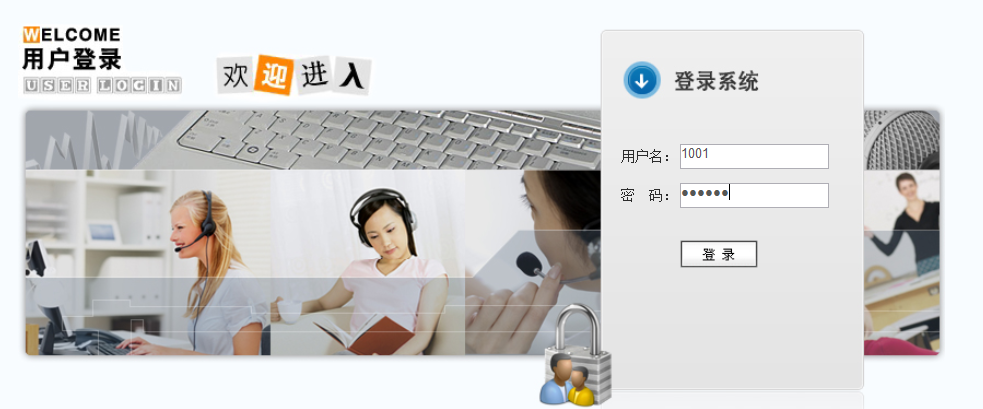 WELCOME
用户登录
USER LOGIN
欢迎进入
登录系统
用户名：1001
密 码：••••••
登 录